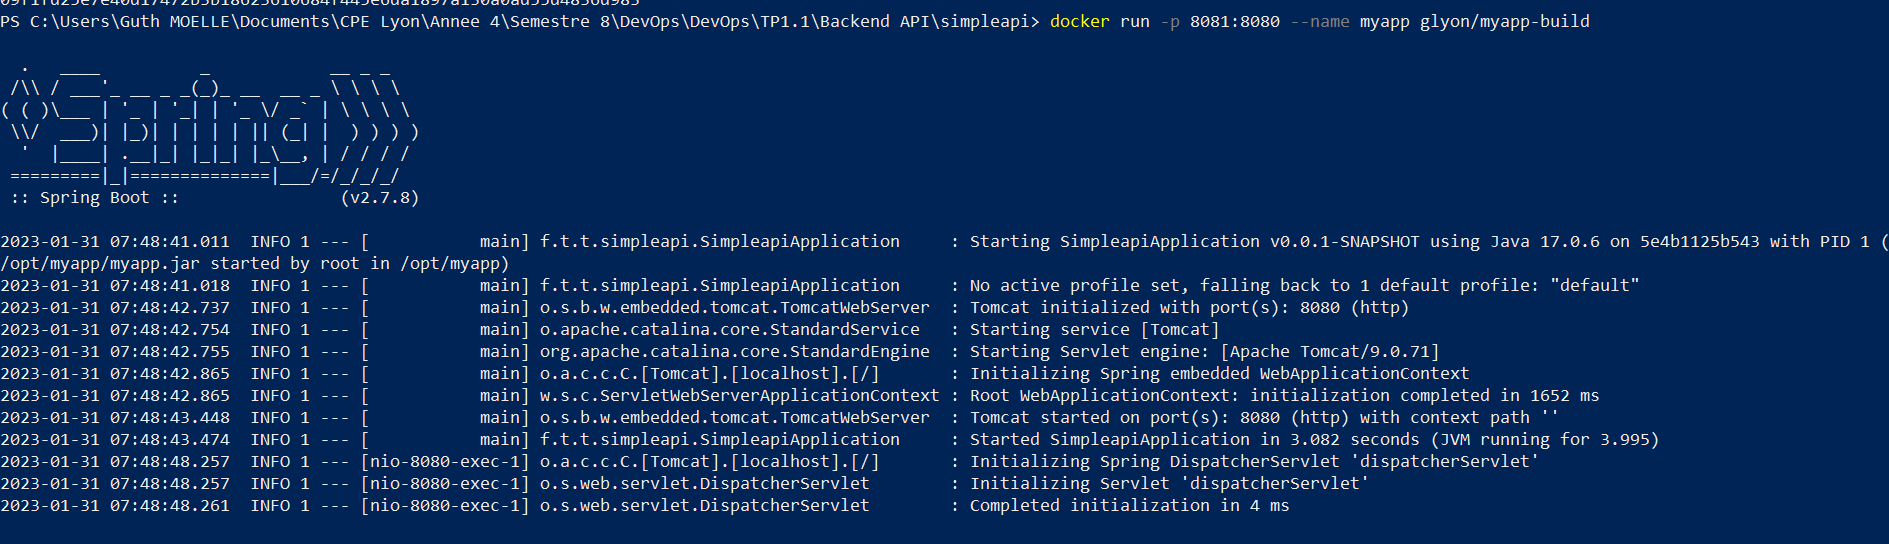 PS C:\Users\Guth MOELLE\Documents\CPE Lyon\Annee 4\Semestre 8\DevOps\DevOps\TP1.1\Backend API\simpleapi> docker run -p 8081:8080 --name myapp glyon/myapp-build
  .   ____          _            __ _ _
 /\\ / ___'_ __ _ _(_)_ __  __ _ \ \ \ \
( ( )\___ | '_ | '_| | '_ \/ _` | \ \ \ \
 \\/  ___)| |_)| | | | | || (_| |  ) ) ) )
  '  |____| .__|_| |_|_| |_\__, | / / / /
 =========|_|==============|___/=/_/_/_/
 :: Spring Boot ::                (v2.7.8)
2023-01-31 07:48:41.011  INFO 1 --- [           main] f.t.t.simpleapi.SimpleapiApplication     : Starting SimpleapiApplication v0.0.1-SNAPSHOT using Java 17.0.6 on 5e4b1125b543 with PID 1 (
/opt/myapp/myapp.jar started by root in /opt/myapp)
2023-01-31 07:48:41.018  INFO 1 --- [           main] f.t.t.simpleapi.SimpleapiApplication     : No active profile set, falling back to 1 default profile: "default"
2023-01-31 07:48:42.737  INFO 1 --- [           main] o.s.b.w.embedded.tomcat.TomcatWebServer  : Tomcat initialized with port(s): 8080 (http)
2023-01-31 07:48:42.754  INFO 1 --- [           main] o.apache.catalina.core.StandardService   : Starting service [Tomcat]
2023-01-31 07:48:42.755  INFO 1 --- [           main] org.apache.catalina.core.StandardEngine  : Starting Servlet engine: [Apache Tomcat/9.0.71]
2023-01-31 07:48:42.865  INFO 1 --- [           main] o.a.c.c.C.[Tomcat].[localhost].[/]       : Initializing Spring embedded WebApplicationContext
2023-01-31 07:48:42.865  INFO 1 --- [           main] w.s.c.ServletWebServerApplicationContext : Root WebApplicationContext: initialization completed in 1652 ms
2023-01-31 07:48:43.448  INFO 1 --- [           main] o.s.b.w.embedded.tomcat.TomcatWebServer  : Tomcat started on port(s): 8080 (http) with context path ''
2023-01-31 07:48:43.474  INFO 1 --- [           main] f.t.t.simpleapi.SimpleapiApplication     : Started SimpleapiApplication in 3.082 seconds (JVM running for 3.995)
2023-01-31 07:48:48.257  INFO 1 --- [nio-8080-exec-1] o.a.c.c.C.[Tomcat].[localhost].[/]       : Initializing Spring DispatcherServlet 'dispatcherServlet'
2023-01-31 07:48:48.257  INFO 1 --- [nio-8080-exec-1] o.s.web.servlet.DispatcherServlet        : Initializing Servlet 'dispatcherServlet'
2023-01-31 07:48:48.261  INFO 1 --- [nio-8080-exec-1] o.s.web.servlet.DispatcherServlet        : Completed initialization in 4 ms